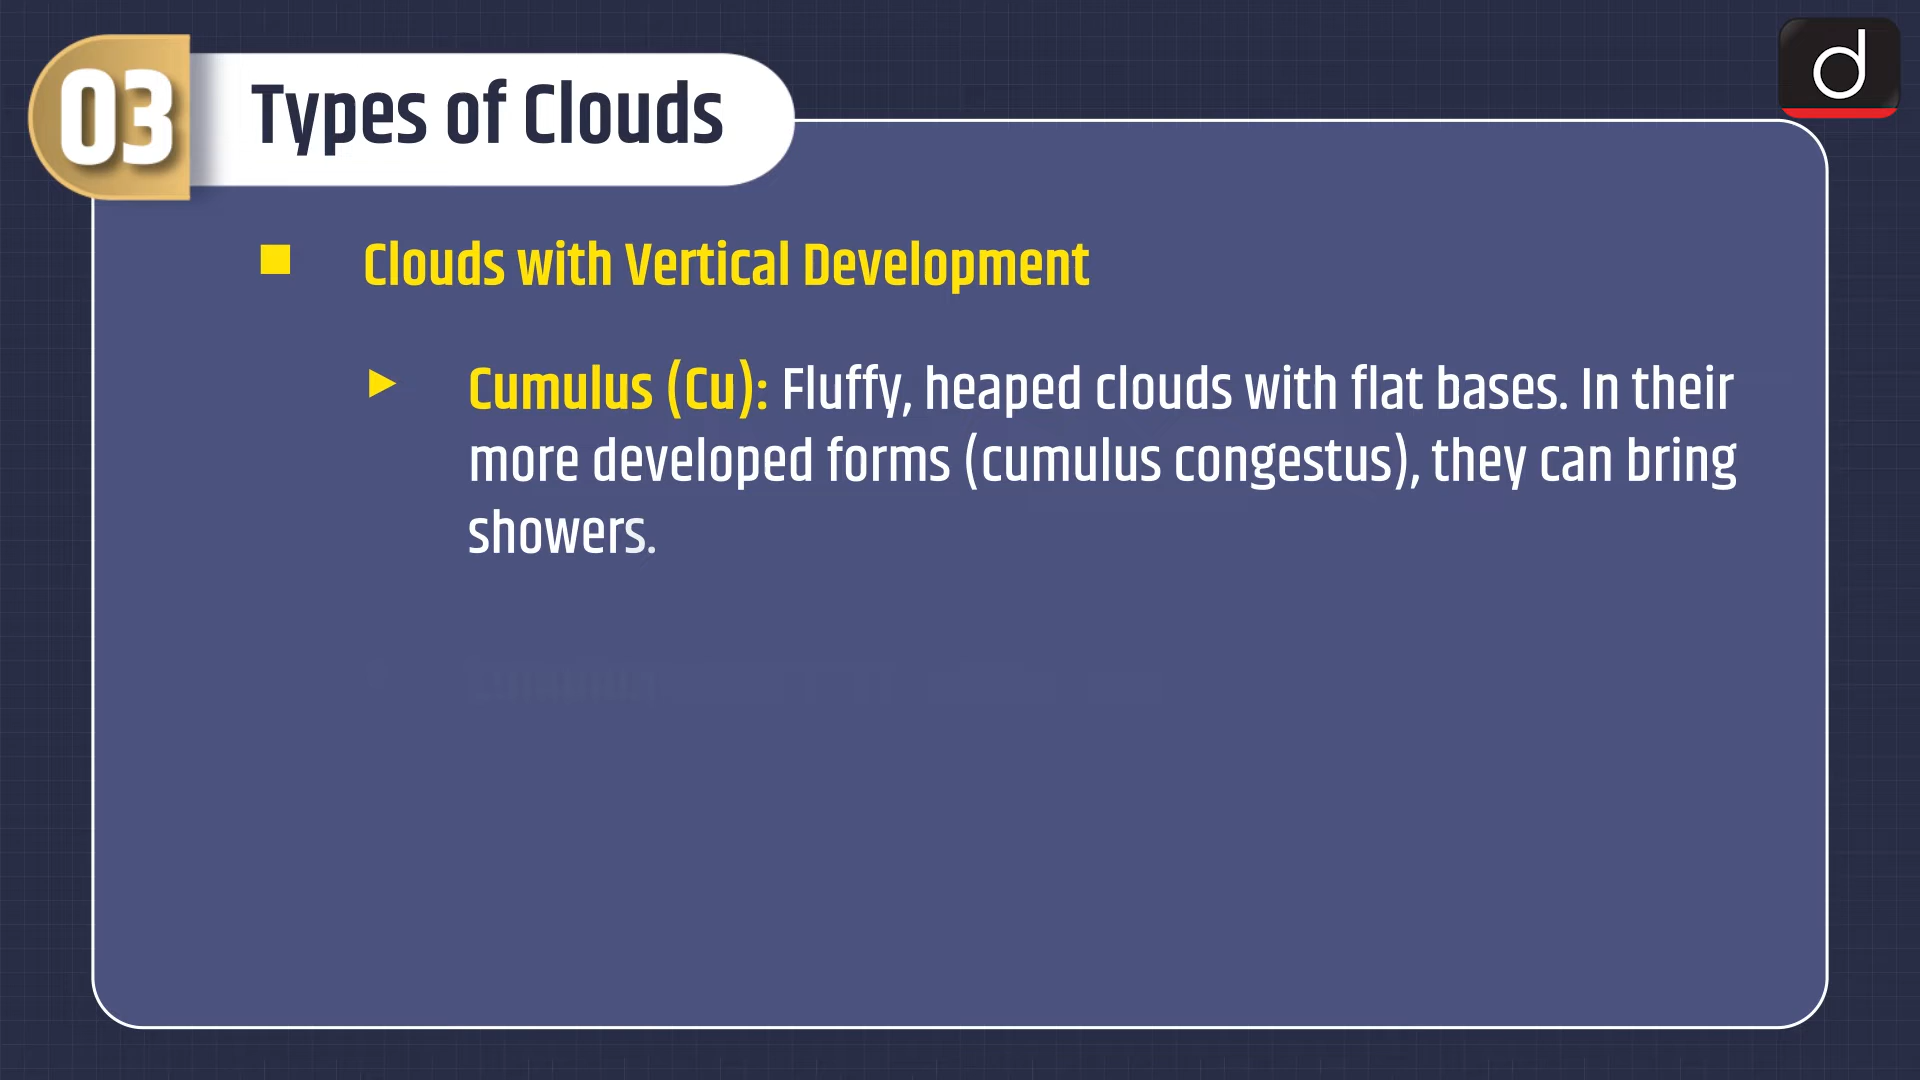 03
Types of Clouds
d
■ Clouds with Vertical Development
► Cumulus (Cu): Fluffy, heaped clouds with flat bases. In their
more developed forms (cumulus congestus), they can bring
showers.